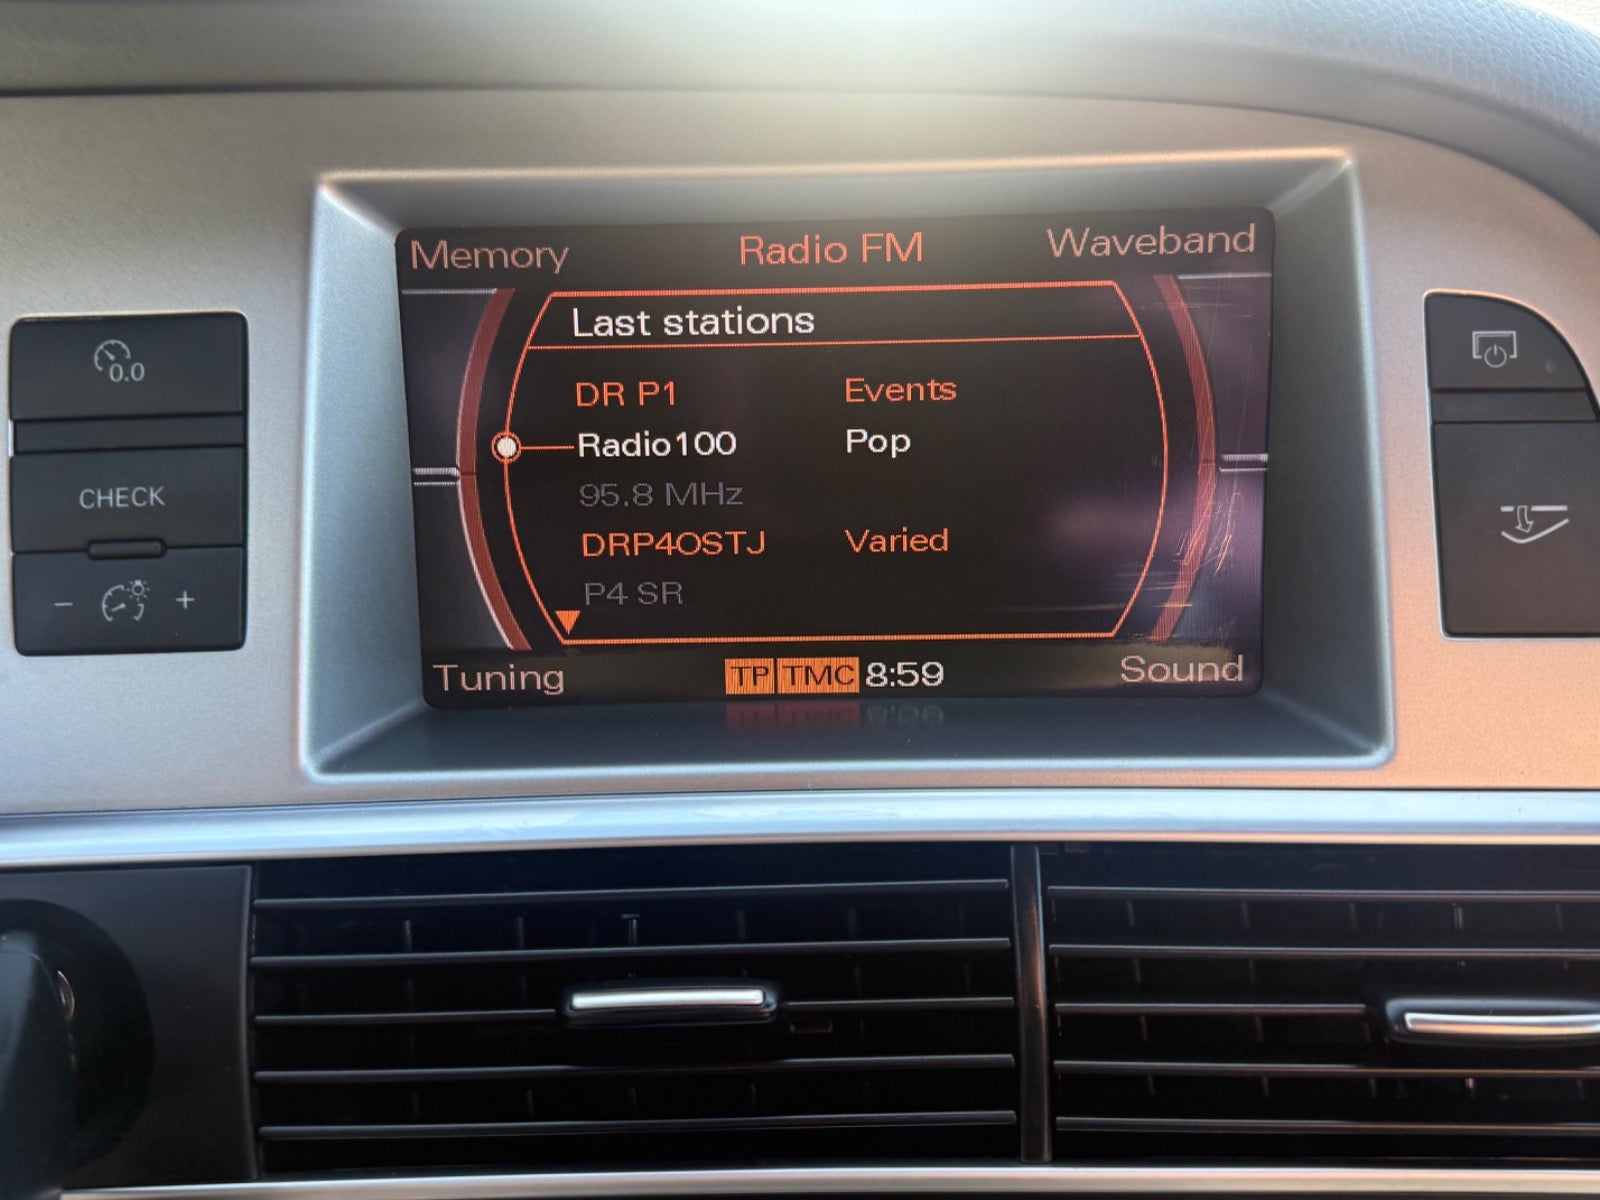 Memory Radio FM Waveband
Last stations
0.0
DR P1 Events
Radio100 Pop
CHECK
95.8 MHz
DRP4OSTJ Varied
P4 SR
- +
Tuning TP TMC 8:59 Sound